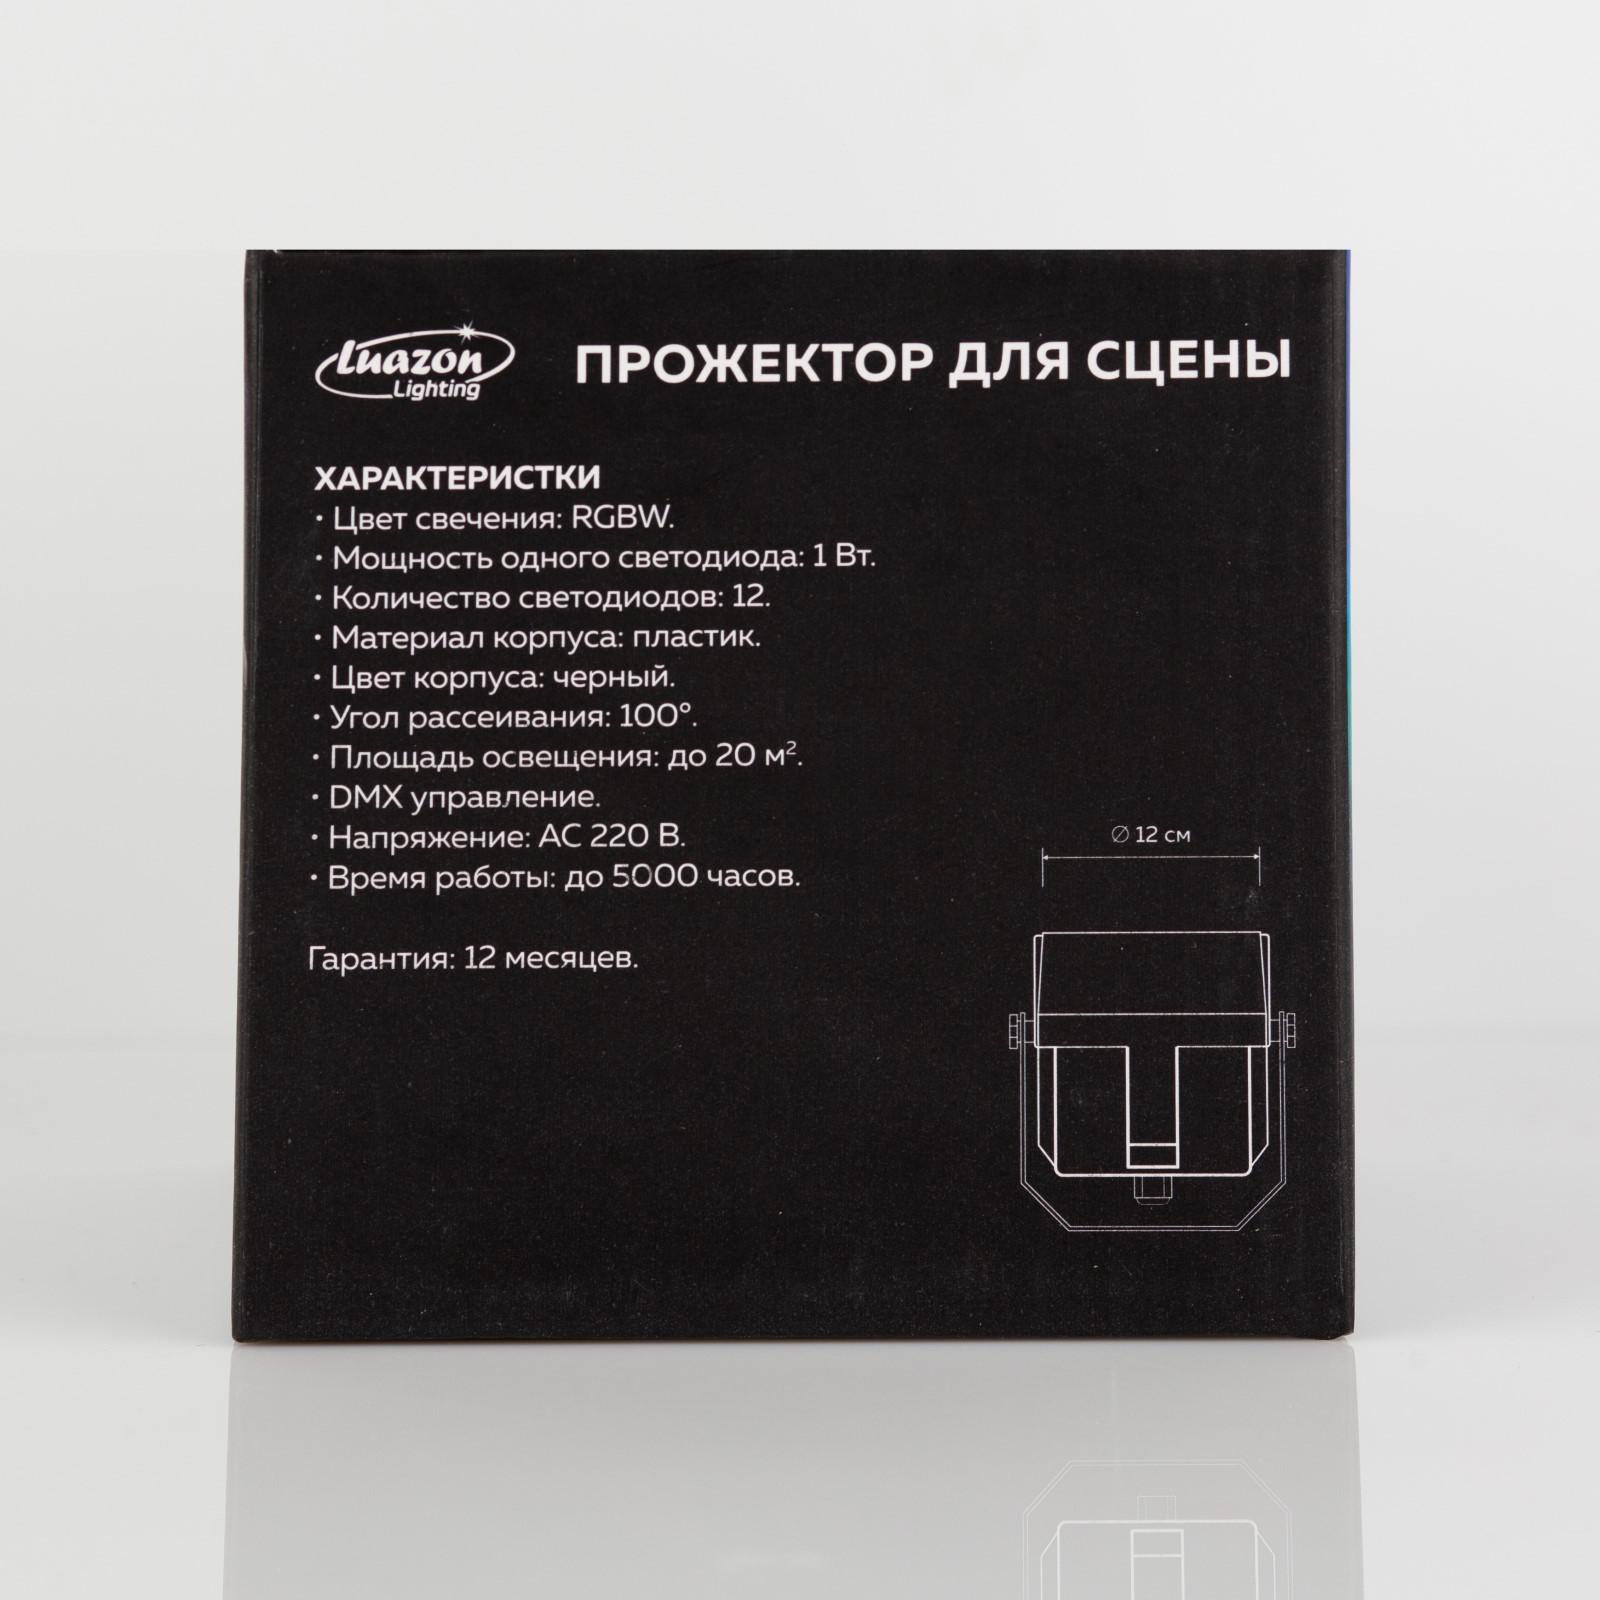 Luazon
Lighting
ПРОЖЕКТОР ДЛЯ СЦЕНЫ
ХАРАКТЕРИСТКИ
• Цвет свечения: RGBW.
• Мощность одного светодиода: 1 Вт.
• Количество светодиодов: 12.
• Материал корпуса: пластик.
• Цвет корпуса: черный.
• Угол рассеивания: 100°.
• Площадь освещения: до 20 м².
• DMX управление.
• Напряжение: AC 220 В.
• Время работы: до 5000 часов.
Гарантия: 12 месяцев.
∅ 12 см